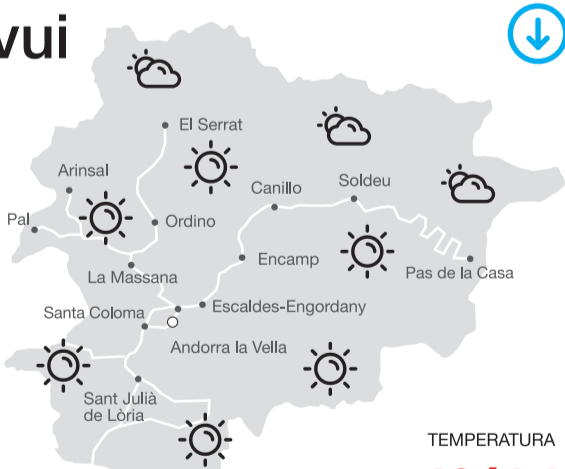 vui
El Serrat
Arinsal
Canillo
Soldeu
Pal
Ordino
Encamp
La Massana
Pas de la Casa
Santa Coloma
Escaldes-Engordany
Andorra la Vella
Sant Julià
de Lòria
TEMPERATURA